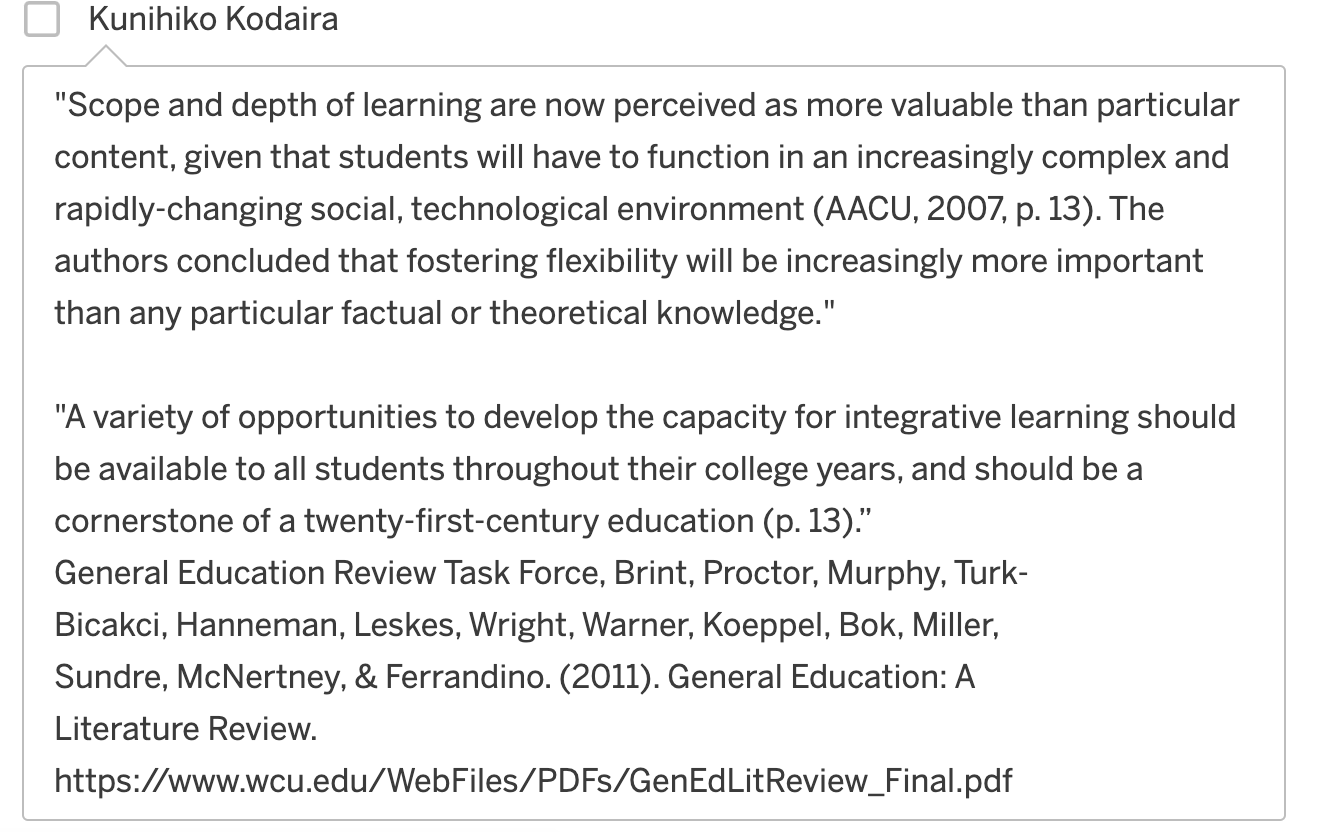 Kunihiko Kodaira
"Scope and depth of learning are now perceived as more valuable than particular
content, given that students will have to function in an increasingly complex and
rapidly-changing social, technological environment (AACU, 2007, p. 13). The
authors concluded that fostering flexibility will be increasingly more important
than any particular factual or theoretical knowledge."
"A variety of opportunities to develop the capacity for integrative learning should
be available to all students throughout their college years, and should be a
cornerstone of a twenty-first-century education (p. 13).”
General Education Review Task Force, Brint, Proctor, Murphy, Turk-
Bicakci, Hanneman, Leskes, Wright, Warner, Koeppel, Bok, Miller,
Sundre, McNertney, & Ferrandino. (2011). General Education: A
Literature Review.
https://www.wcu.edu/WebFiles/PDFs/GenEdLitReview_Final.pdf